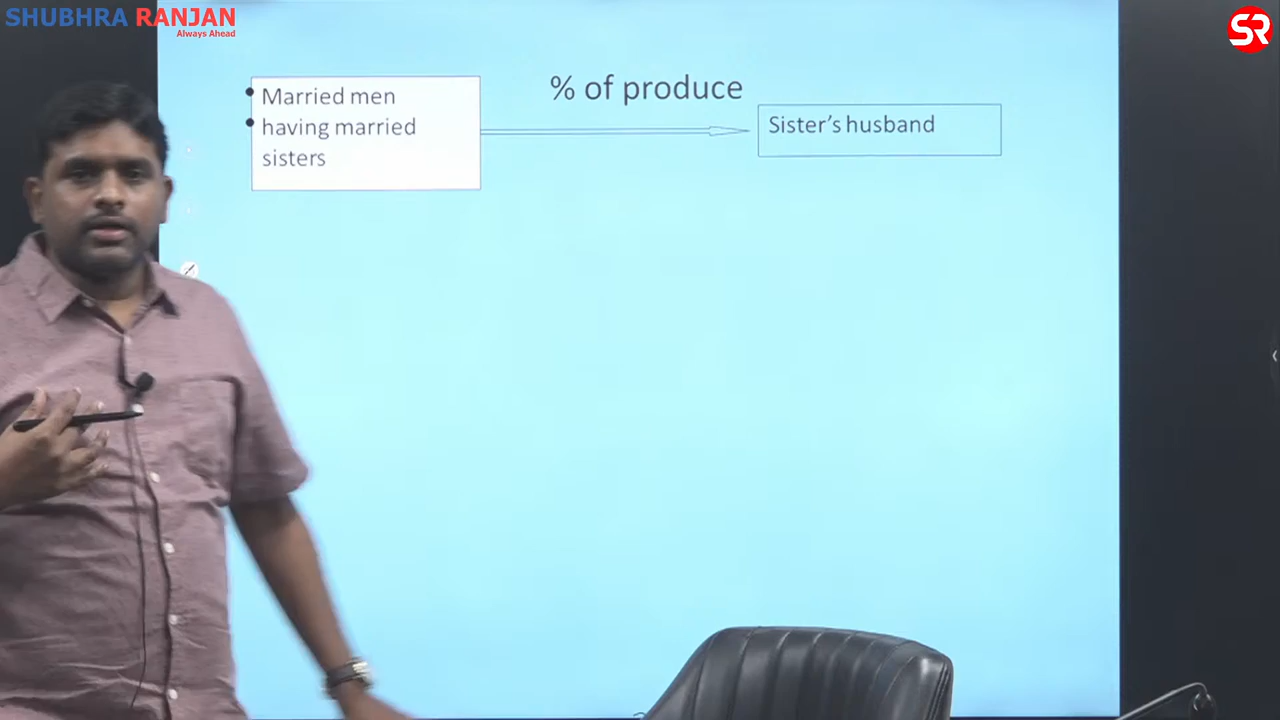 SHUBHRA RANJAN
Always Ahead
SR
% of produce
Married men
having married
sisters
Sister's husband